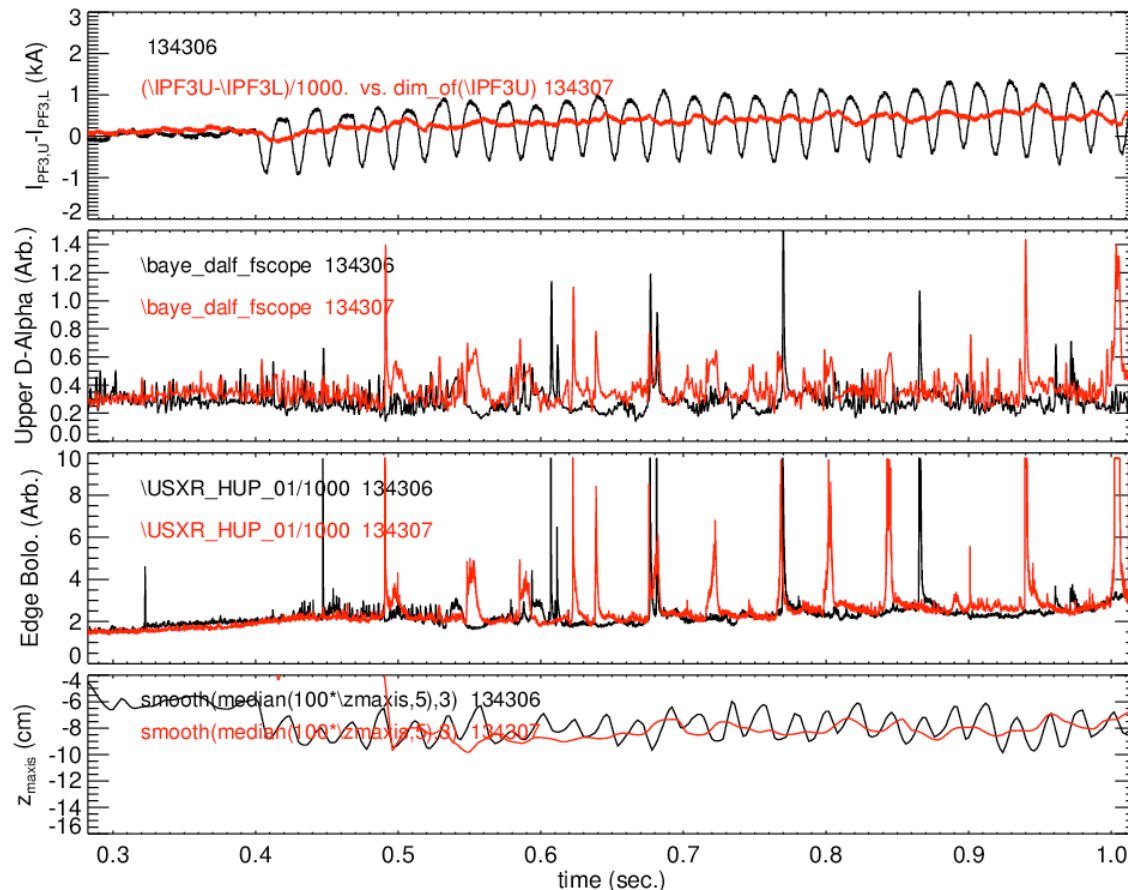 I_PF3,U-I_PF3,L (kA)
3
2
1
0
-1
-2
134306
(\IPF3U-\IPF3L)/1000. vs. dim_of(\IPF3U) 134307
Upper D-Alpha (Arb.)
1.4
1.2
1.0
0.8
0.6
0.4
0.2
0.0
\baye_dalf_fscope 134306
\baye_dalf_fscope 134307
Edge Bolo. (Arb.)
10
8
6
4
2
0
\USXR_HUP_01/1000 134306
\USXR_HUP_01/1000 134307
z_maxis (cm)
-4
-6
-8
-10
-12
-14
-16
smooth(median(100*\zmaxis,5),3) 134306
smooth(median(100*\zmaxis,5),3) 134307
0.3 0.4 0.5 0.6 0.7 0.8 0.9 1.0
time (sec.)